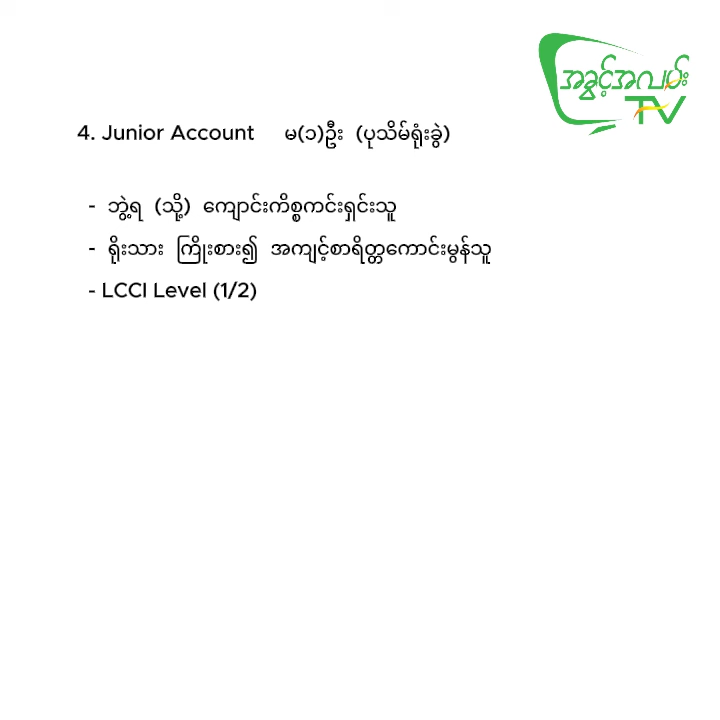 အခွင့်အလမ်း
TV
4. Junior Account မ(၁)ဦး (ပုသိမ်ရုံးခွဲ)
- ဘွဲ့ရ (သို့) ကျောင်းကိစ္စကင်းရှင်းသူ
- ရိုးသား ကြိုးစား၍ အကျင့်စာရိတ္တကောင်းမွန်သူ
- LCCI Level (1/2)